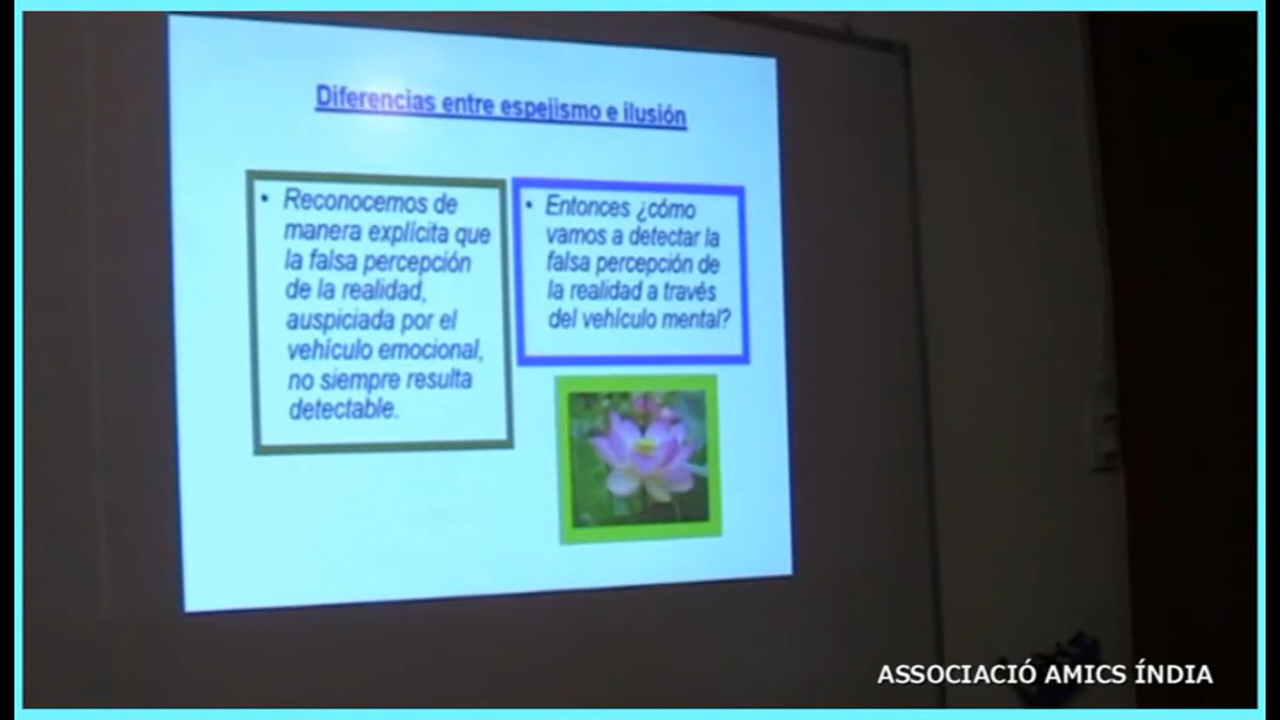 Diferencias entre espejismo e ilusión
• Reconocemos de
manera explícita que
la falsa percepción
de la realidad,
auspiciada por el
vehículo emocional,
no siempre resulta
detectable.
• Entonces ¿cómo
vamos a detectar la
falsa percepción de
la realidad a través
del vehículo mental?
ASSOCIACIÓ AMICS ÍNDIA